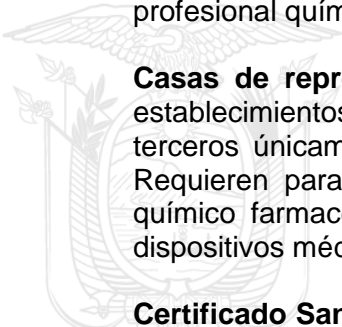 profesional quím
Casas de repr
establecimientos
terceros únicam
Requieren para
químico farmac
dispositivos méd
Certificado San